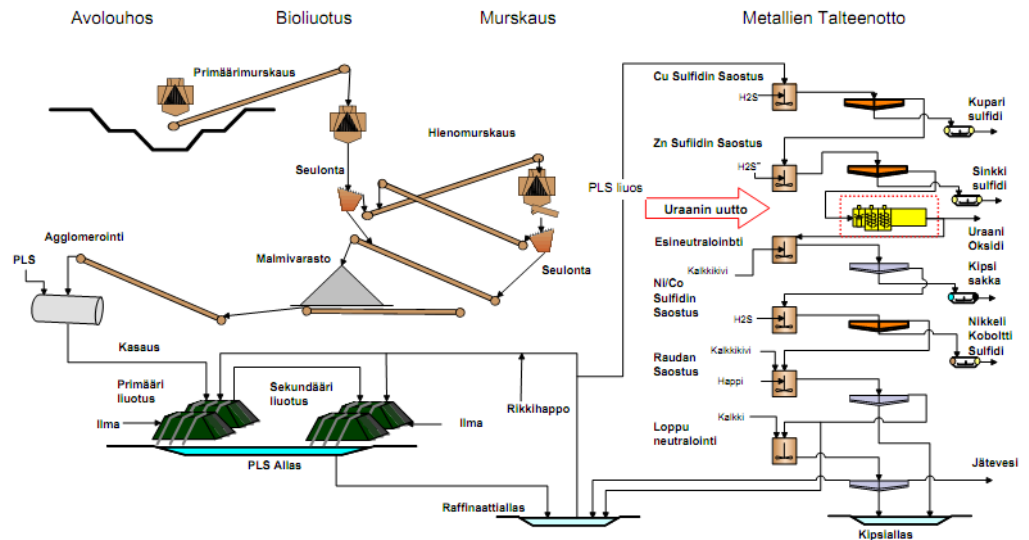 Avolouhos
Bioliuotus
Murskaus
Metallien Talteenotto
Primäärimurskaus
Hienomurskaus
Seulonta
Seulonta
Malmivarasto
Agglomerointi
PLS
Kasaus
Primääri
liuotus
Sekundääri
liuotus
Ilma
Ilma
Rikkihappo
PLS Allas
Raffinaattiallas
PLS liuos
Cu Sulfidin Saostus
H2S
Kupari
sulfidi
Zn Sulfidin Saostus
H2S
Sinkki
sulfidi
Uraanin uutto
Uraani
Oksidi
Esineutraloinbti
Kalkkikivi
Kipsi
sakka
Ni/Co
Sulfidin
Saostus
H2S
Nikkeli
Koboltti
Sulfidi
Raudan
Saostus
Kalkkikivi
Happi
Loppu
neutralointi
Kalkki
Jätevesi
Kipsiallas